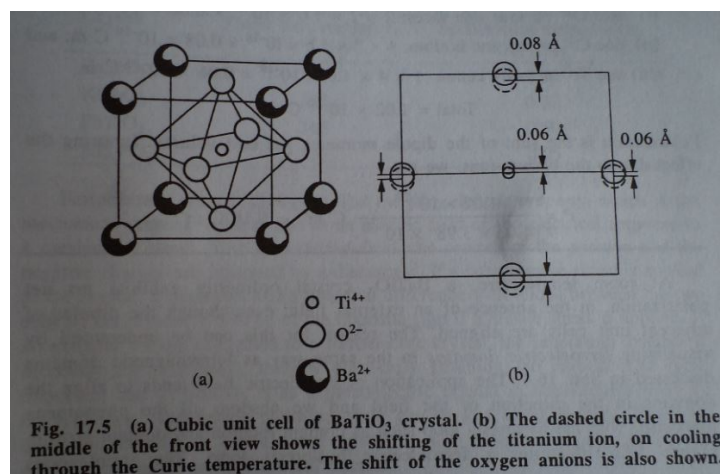 0.08 Å
0.06 Å
0.06 Å
Ti4+
O2−
Ba2+
(a)
(b)
Fig. 17.5 (a) Cubic unit cell of BaTiO3 crystal. (b) The dashed circle in the
middle of the front view shows the shifting of the titanium ion, on cooling
through the Curie temperature. The shift of the oxygen anions is also shown.